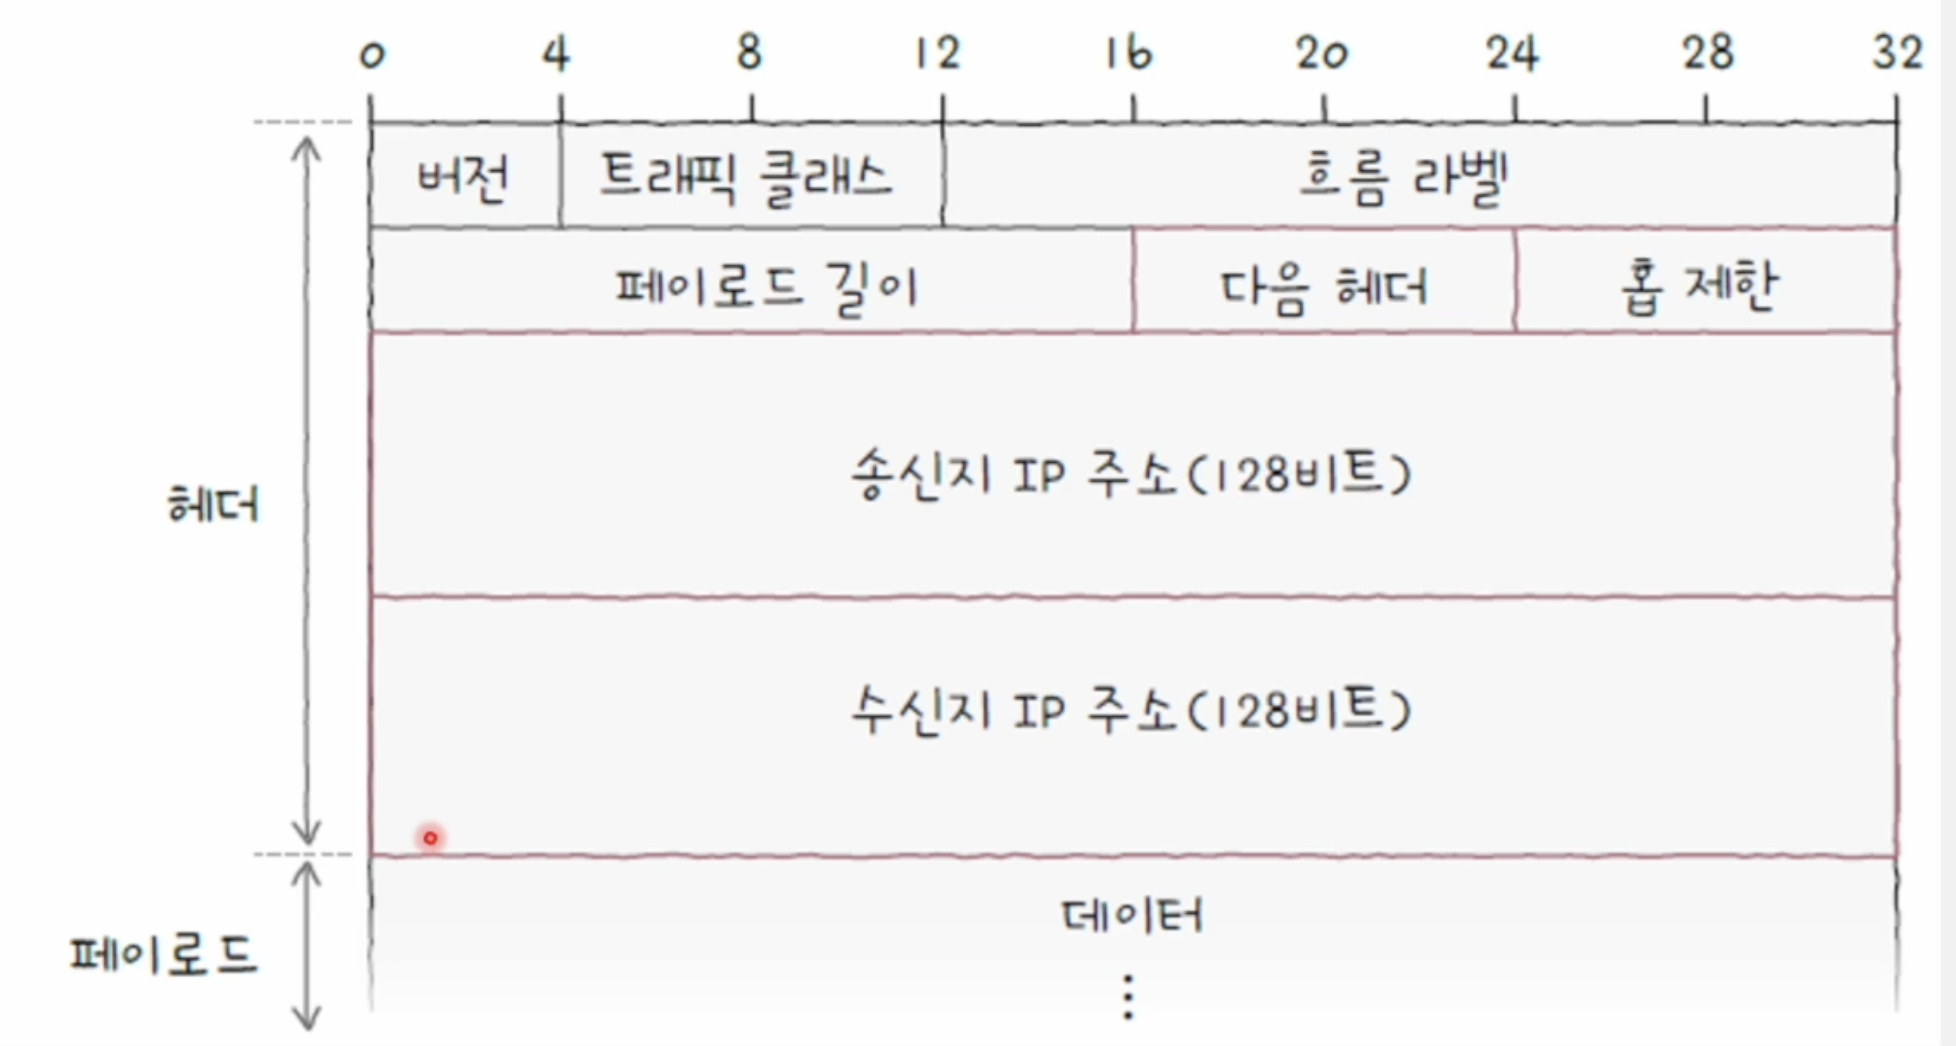 0 4 8 12 16 20 24 28 32
버전 트래픽 클래스 흐름 라벨
페이로드 길이 다음 헤더 홉 제한
송신지 IP 주소(128비트)
헤더
수신지 IP 주소(128비트)
데이터
페이로드
⋮